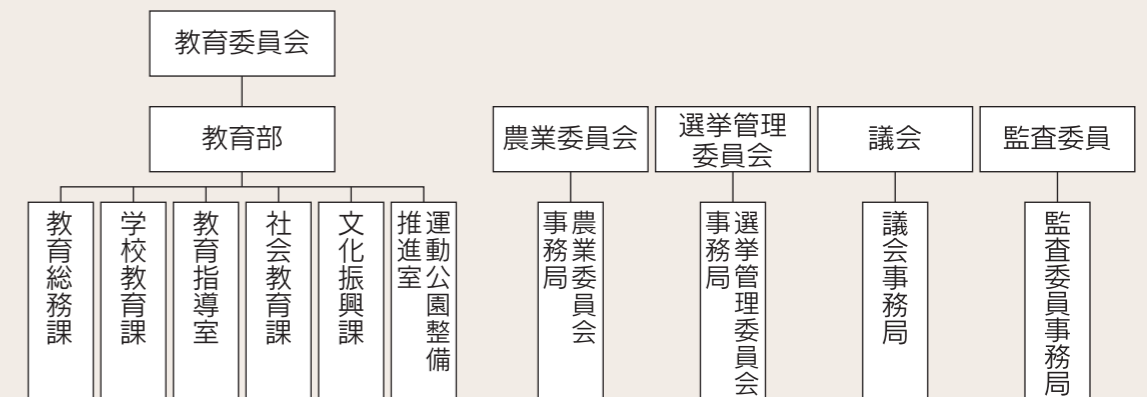 教育委員会
教育部
農業委員会
選挙管理
委員会
議会
監査委員
教育総務課
学校教育課
教育指導室
社会教育課
文化振興課
運動公園整備
推進室
農業委員会
事務局
選挙管理委員会
事務局
議会事務局
監査委員事務局